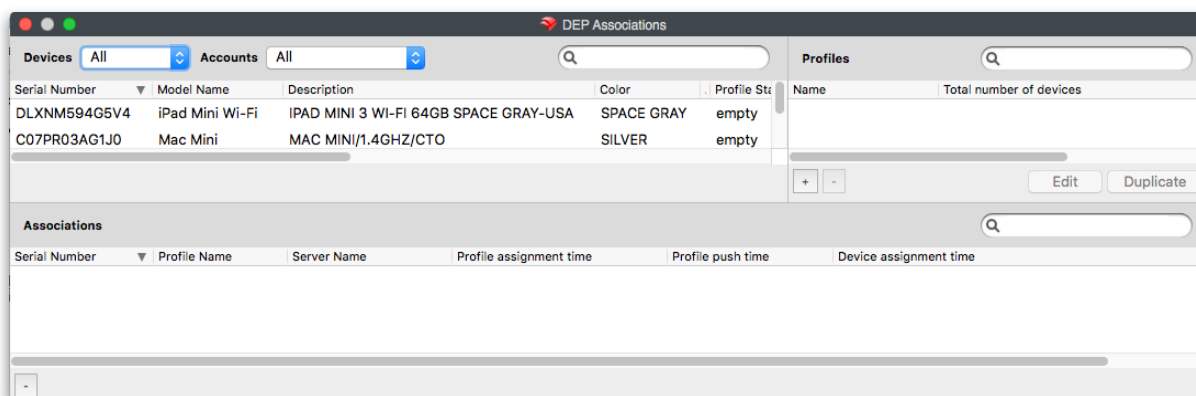 DEP Associations
Devices All Accounts All
Profiles
Serial Number Model Name Description Color . Profile Sta
Name Total number of devices
DLXNM594G5V4 iPad Mini Wi-Fi IPAD MINI 3 WI-FI 64GB SPACE GRAY-USA SPACE GRAY empty
C07PR03AG1J0 Mac Mini MAC MINI/1.4GHZ/CTO SILVER empty
+ - Edit Duplicate
Associations
Serial Number Profile Name Server Name Profile assignment time Profile push time Device assignment time
-